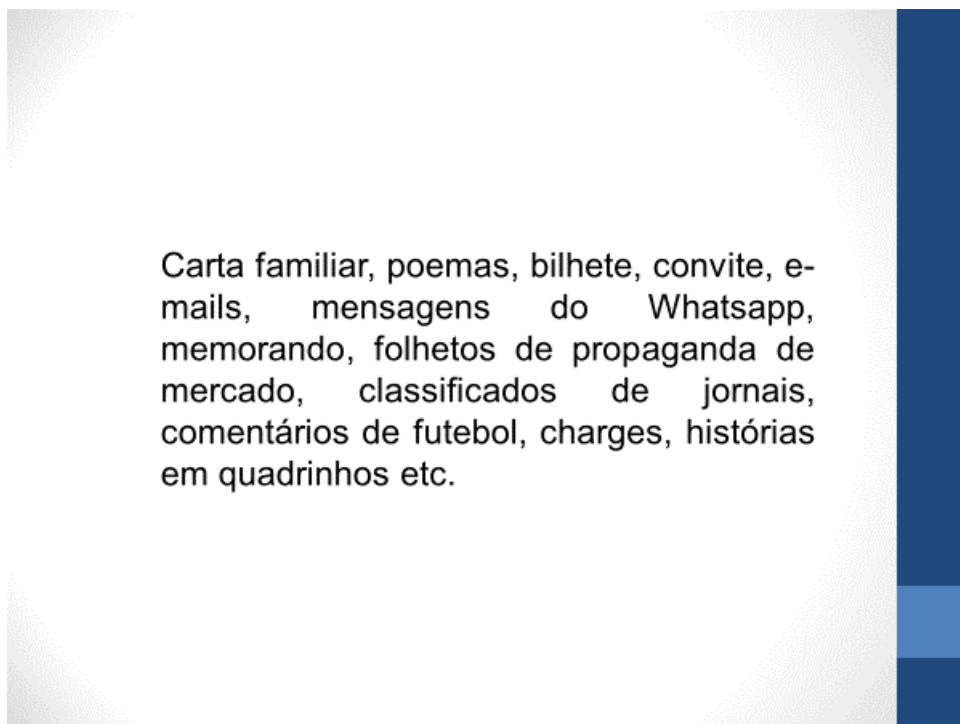 Carta familiar, poemas, bilhete, convite, e-
mails, mensagens do Whatsapp,
memorando, folhetos de propaganda de
mercado, classificados de jornais,
comentários de futebol, charges, histórias
em quadrinhos etc.